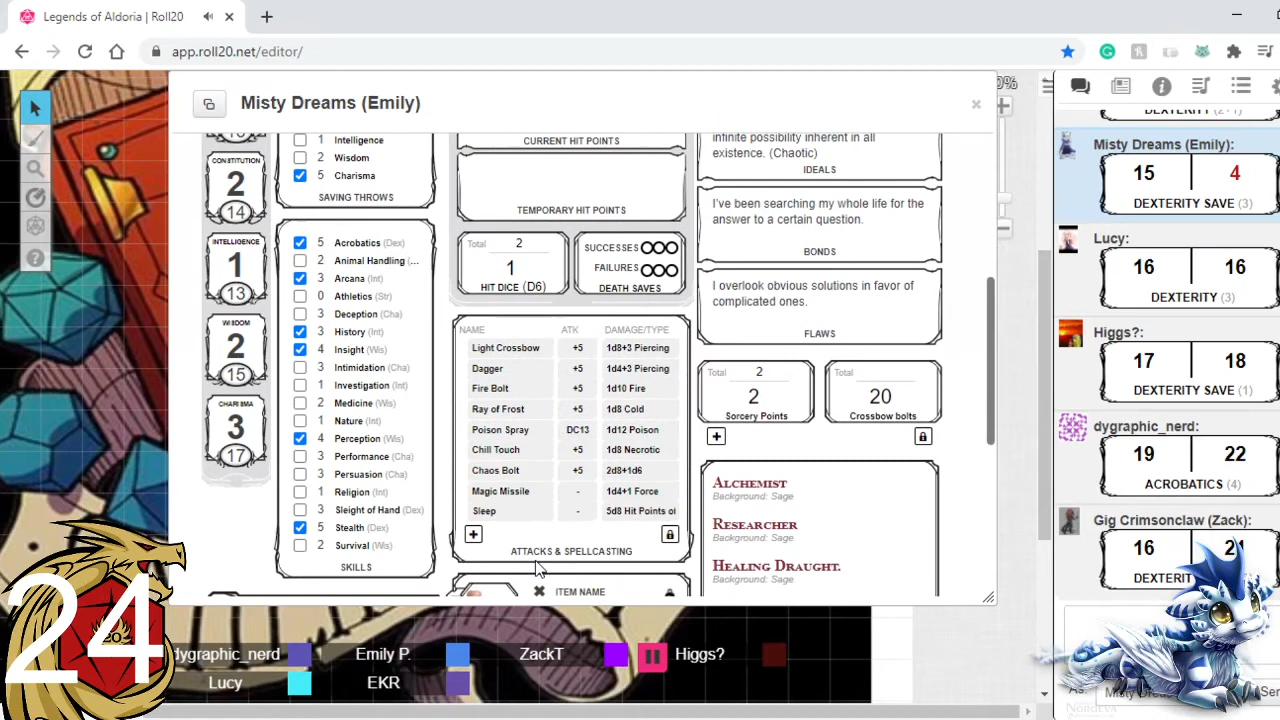 Legends of Aldoria | Roll20
app.roll20.net/editor/
Misty Dreams (Emily)
CONSTITUTION
2
14
INTELLIGENCE
1
13
WISDOM
2
15
CHARISMA
3
17
1 Intelligence
2 Wisdom
5 Charisma
SAVING THROWS
5 Acrobatics (Dex)
2 Animal Handling (...
3 Arcana (Int)
0 Athletics (Str)
3 Deception (Cha)
3 History (Int)
4 Insight (Wis)
3 Intimidation (Cha)
1 Investigation (Int)
2 Medicine (Wis)
1 Nature (Int)
4 Perception (Wis)
3 Performance (Cha)
3 Persuasion (Cha)
1 Religion (Int)
3 Sleight of Hand (Dex)
5 Stealth (Dex)
2 Survival (Wis)
SKILLS
CURRENT HIT POINTS
TEMPORARY HIT POINTS
Total 2
1
HIT DICE (D6)
SUCCESSES
FAILURES
DEATH SAVES
NAME ATK DAMAGE/TYPE
Light Crossbow +5 1d8+3 Piercing
Dagger +5 1d4+3 Piercing
Fire Bolt +5 1d10 Fire
Ray of Frost +5 1d8 Cold
Poison Spray DC13 1d12 Poison
Chill Touch +5 1d8 Necrotic
Chaos Bolt +5 2d8+1d6
Magic Missile - 1d4+1 Force
Sleep - 5d8 Hit Points
ATTACKS & SPELLCASTING
ITEM NAME
infinite possibility inherent in all
existence. (Chaotic)
IDEALS
I've been searching my whole life for the
answer to a certain question.
BONDS
I overlook obvious solutions in favor of
complicated ones.
FLAWS
Total 2
2
Sorcery Points
Total
20
Crossbow bolts
ALCHEMIST
Background: Sage
RESEARCHER
Background: Sage
HEALING DRAUGHT.
Background: Sage
Misty Dreams (Emily):
15 4
DEXTERITY SAVE (3)
Lucy:
16 16
DEXTERITY (3)
Higgs?:
17 18
DEXTERITY SAVE (1)
dygraphic_nerd:
19 22
ACROBATICS (4)
Gig Crimsonclaw (Zack):
16
As:
24
20
dygraphic_nerd
Emily P.
ZackT
Higgs?
Lucy
EKR